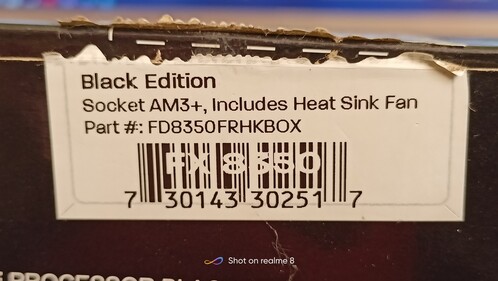 Black Edition
Socket AM3+, Includes Heat Sink Fan
Part #: FD8350FRHKBOX
FX 8350
7 30143 30251 7
Shot on realme 8
PROCESSOR